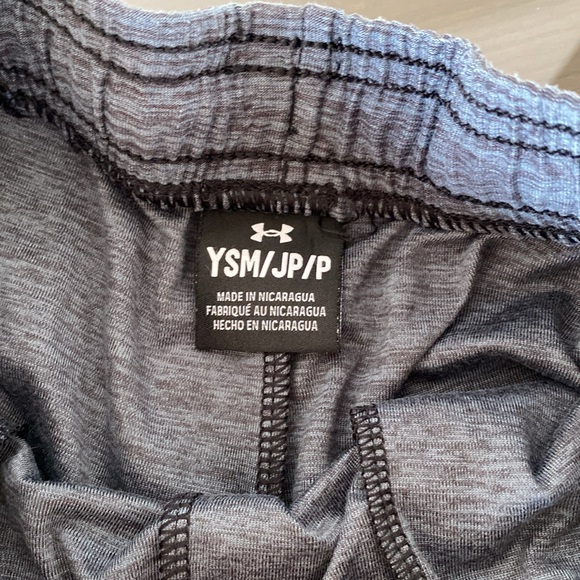 YSM/JP/P
MADE IN NICARAGUA
FABRIQUÉ AU NICARAGUA
HECHO EN NICARAGUA